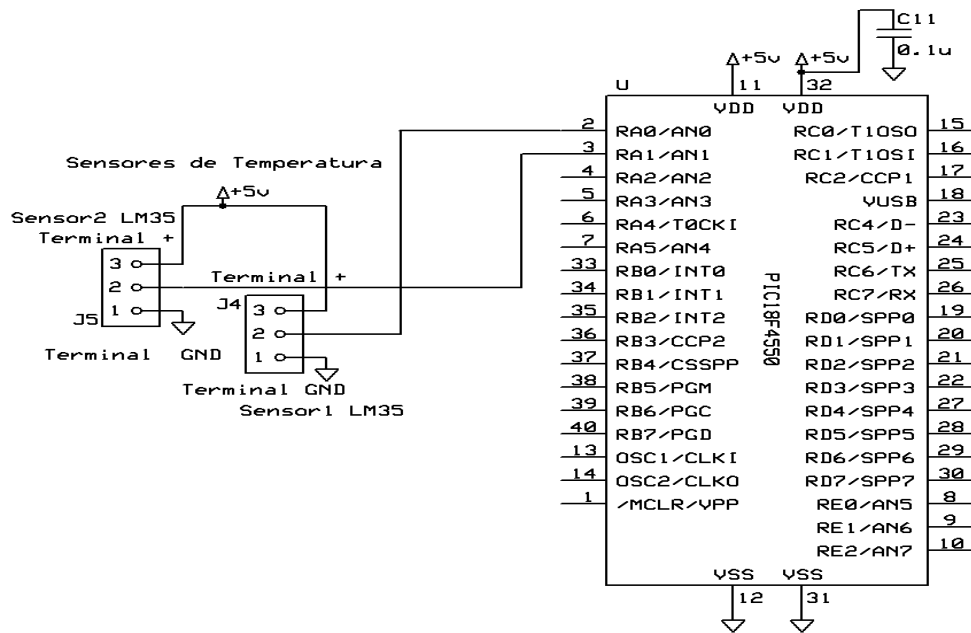 C11
0.1u
+5v +5v
U 11 32
VDD VDD
2 RA0/AN0 RC0/T1OSO 15
3 RA1/AN1 RC1/T1OSI 16
4 RA2/AN2 RC2/CCP1 17
5 RA3/AN3 VUSB 18
6 RA4/T0CKI RC4/D- 23
7 RA5/AN4 RC5/D+ 24
33 RB0/INT0 RC6/TX 25
34 RB1/INT1 RC7/RX 26
35 RB2/INT2 RD0/SPP0 19
36 RB3/CCP2 RD1/SPP1 20
37 RB4/CSSPP RD2/SPP2 21
38 RB5/PGM RD3/SPP3 22
39 RB6/PGC RD4/SPP4 27
40 RB7/PGD RD5/SPP5 28
13 OSC1/CLKI RD6/SPP6 29
14 OSC2/CLKO RD7/SPP7 30
1 /MCLR/VPP RE0/AN5 8
RE1/AN6 9
RE2/AN7 10
PIC18F4550
VSS VSS
12 31
Sensores de Temperatura
+5v
Sensor2 LM35
Terminal +
3
2
1
J5
Terminal GND
Terminal +
J4
3
2
1
Terminal GND
Sensor1 LM35